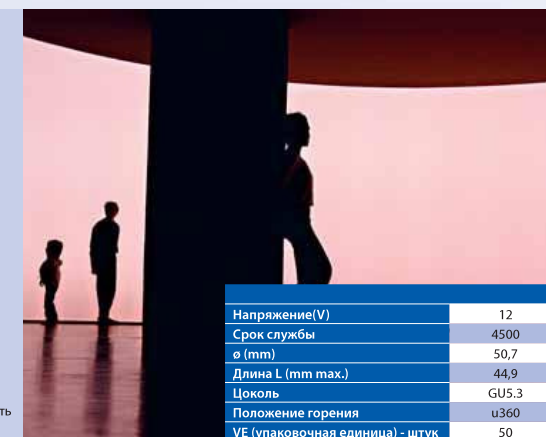 ть
Напряжение(V) 12
Срок службы 4500
ø (mm) 50,7
Длина L (mm max.) 44,9
Цоколь GU5.3
Положение горения u360
VE (упаковочная единица) - штук 50